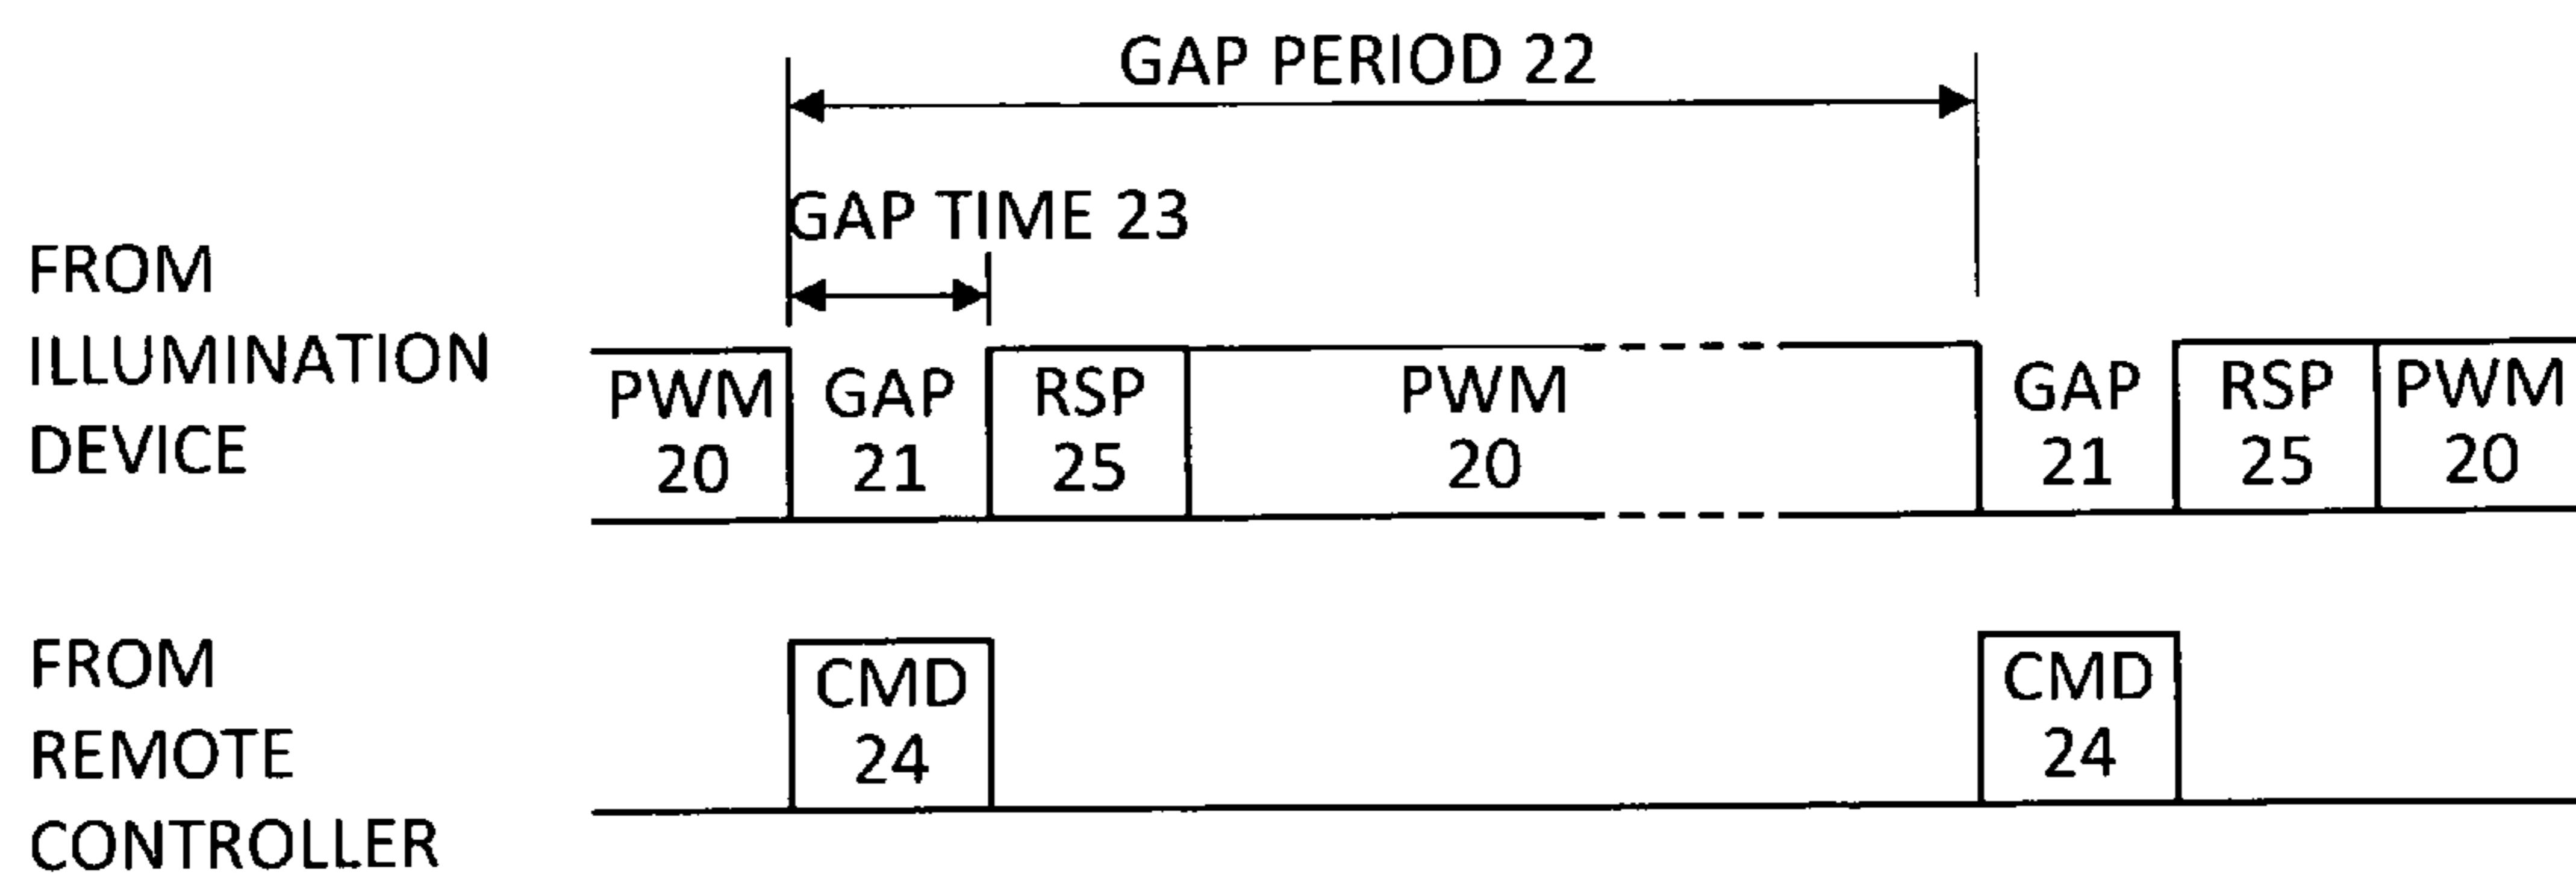 GAP PERIOD 22
GAP TIME 23
FROM
ILLUMINATION
DEVICE
PWM
20
GAP
21
RSP
25
PWM
20
GAP
21
RSP
25
PWM
20
FROM
REMOTE
CONTROLLER
CMD
24
CMD
24